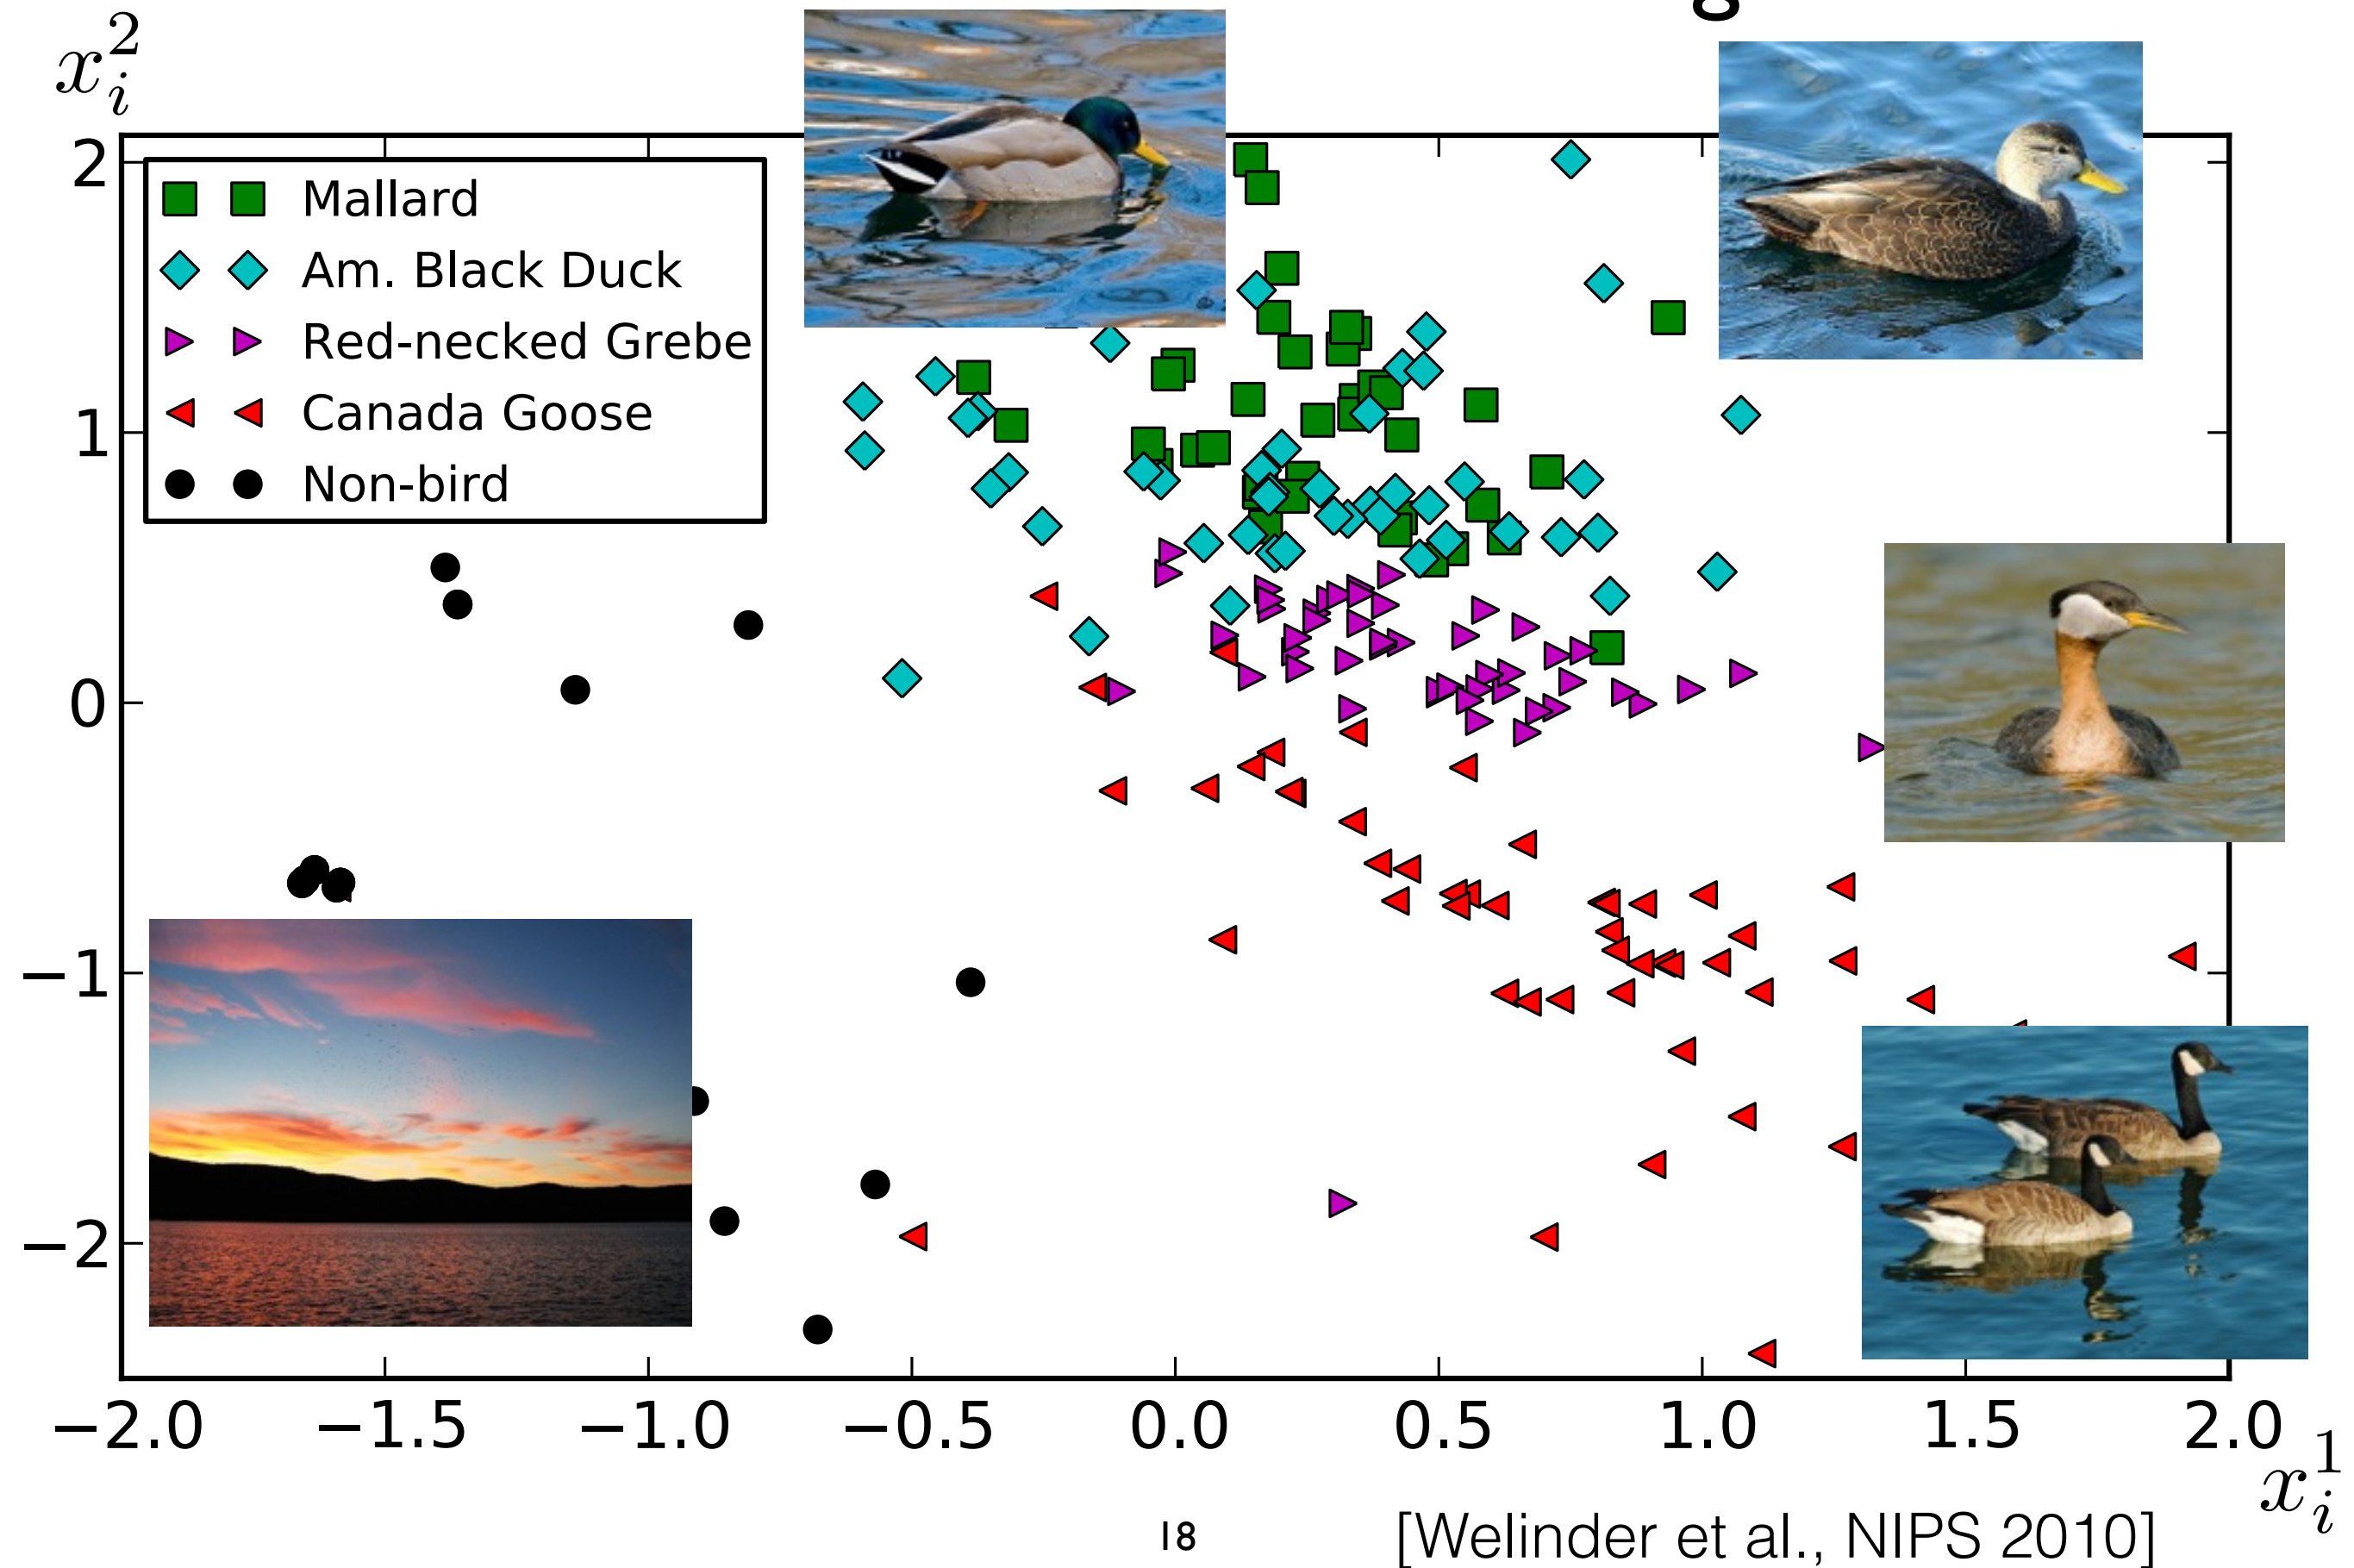 g
x_i^2
2
1
0
−1
−2
Mallard
Am. Black Duck
Red-necked Grebe
Canada Goose
Non-bird
−2.0 −1.5 −1.0 −0.5 0.0 0.5 1.0 1.5 2.0
x_i^1
18
[Welinder et al., NIPS 2010]